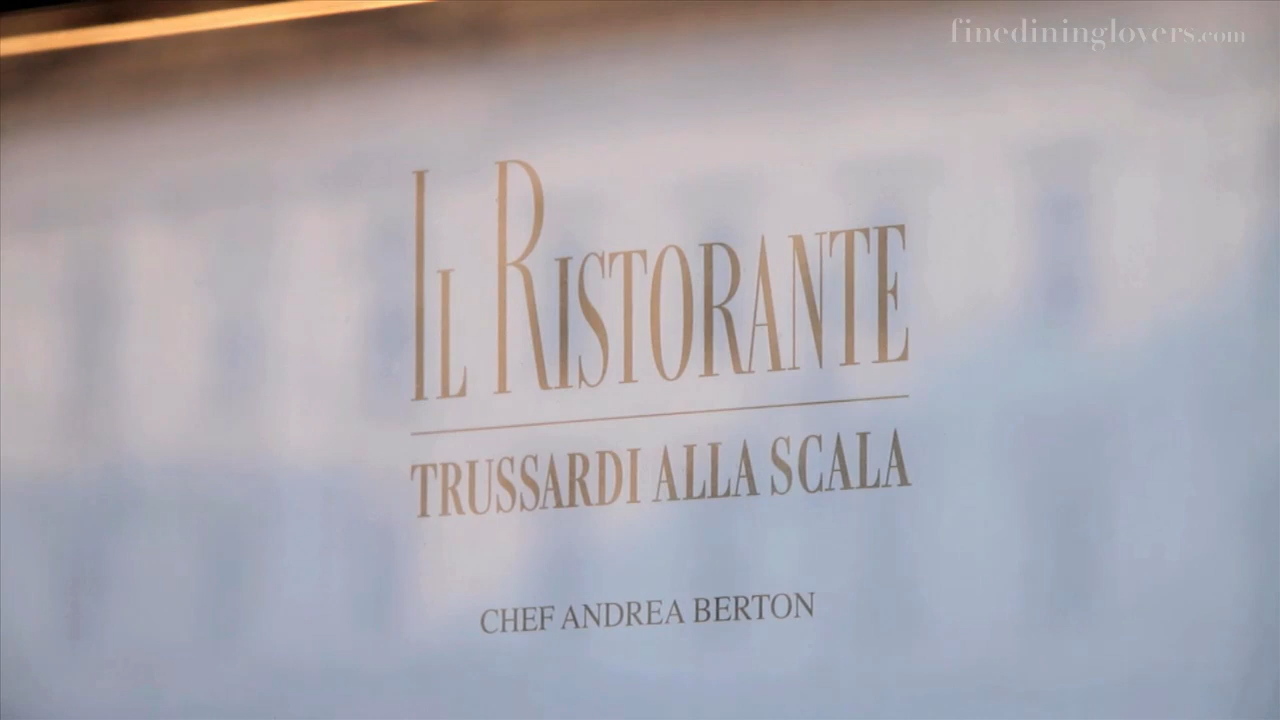 finedininglovers.com
IL RISTORANTE
TRUSSARDI ALLA SCALA
CHEF ANDREA BERTON